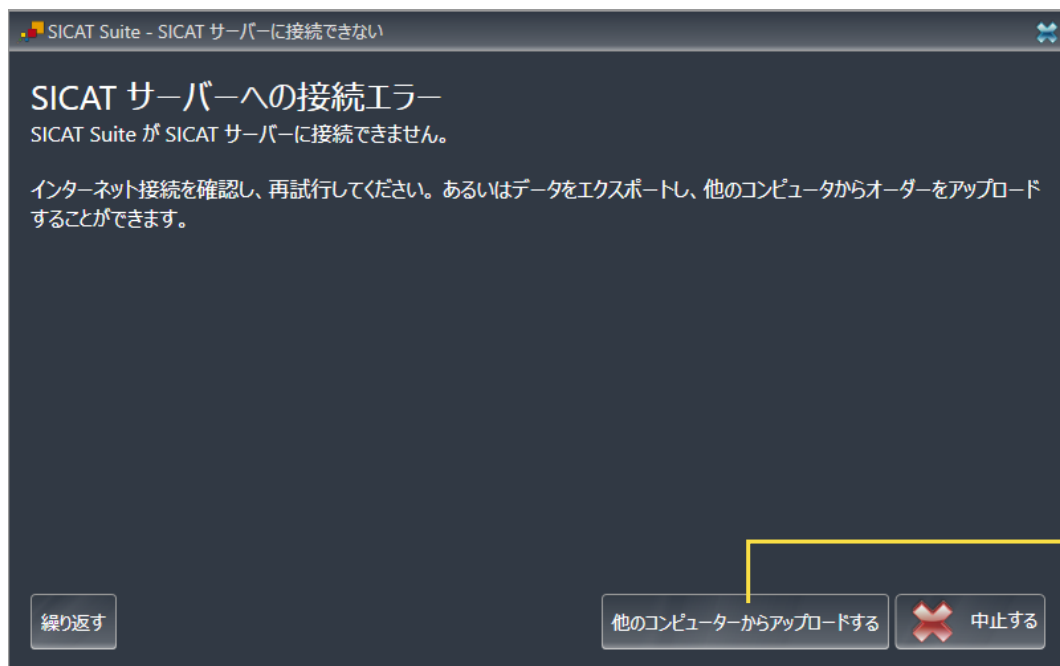 SICAT Suite - SICAT サーバーに接続できない
SICAT サーバーへの接続エラー
SICAT Suite が SICAT サーバーに接続できません。
インターネット接続を確認し、再試行してください。あるいはデータをエクスポートし、他のコンピュータからオーダーをアップロード
することができます。
繰り返す
他のコンピューターからアップロードする
中止する